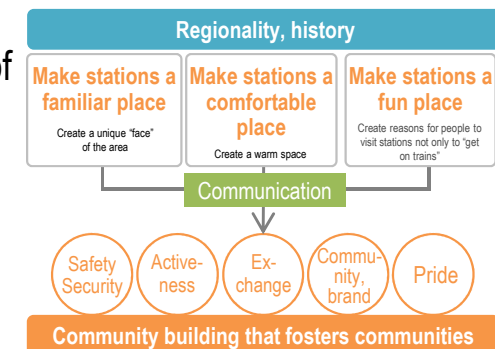 Regionality, history
of
Make stations a
familiar place
Create a unique “face”
of the area
Make stations a
comfortable
place
Create a warm space
Make stations a
fun place
Create reasons for people to
visit stations not only to “get
on trains”
Communication
Safety
Security
Active-
ness
Ex-
change
Commu-
nity,
brand
Pride
Community building that fosters communities